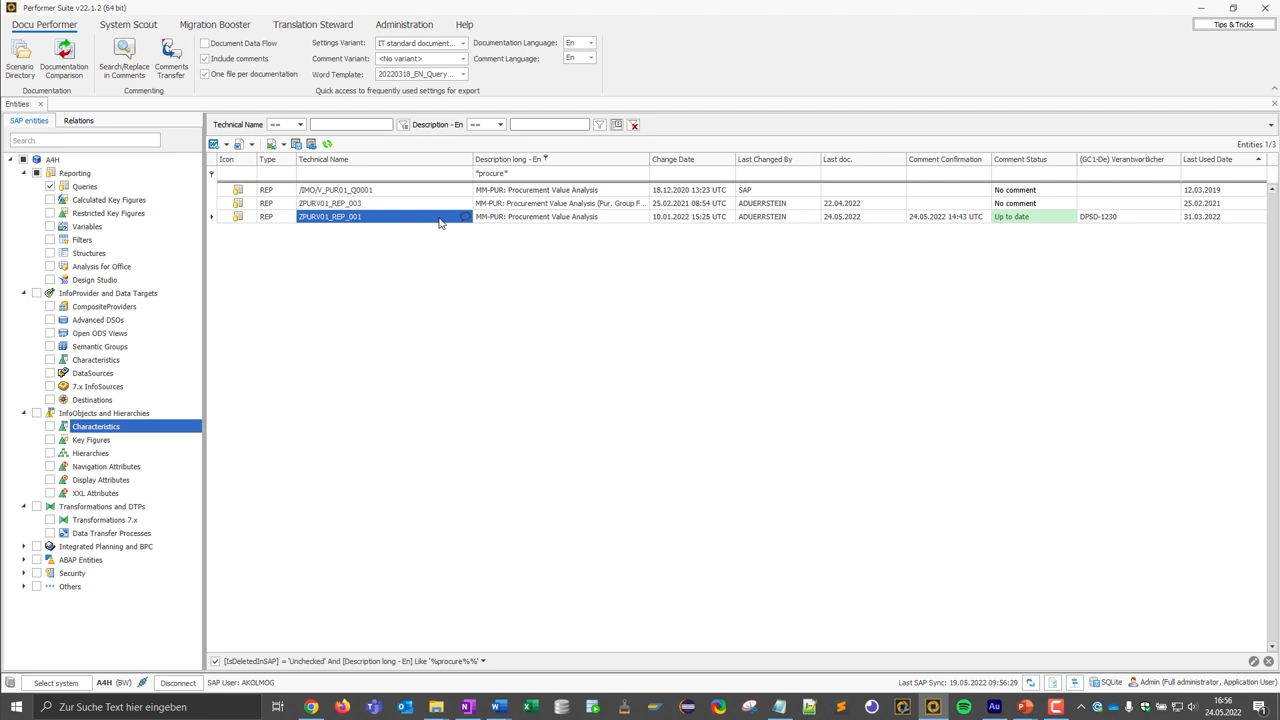 Performer Suite v22.1.2 (64 bit)
Docu Performer System Scout Migration Booster Translation Steward Administration Help Tips & Tricks
Scenario Directory
Documentation Comparison
Documentation
Search/Replace in Comments
Comments Transfer
Commenting
Document Data Flow Settings Variant: IT standard document... Documentation Language: En
Include comments Comment Variant: <No variant> Comment Language: En
One file per documentation Word Template: 20220318_EN_Query...
Quick access to frequently used settings for export
Entities
SAP entities Relations
Search
A4H
Reporting
Queries
Calculated Key Figures
Restricted Key Figures
Variables
Filters
Structures
Analysis for Office
Design Studio
InfoProvider and Data Targets
CompositeProviders
Advanced DSOs
Open ODS Views
Semantic Groups
Characteristics
DataSources
7.x InfoSources
Destinations
InfoObjects and Hierarchies
Characteristics
Key Figures
Hierarchies
Navigation Attributes
Display Attributes
XXL Attributes
Transformations and DTPs
Transformations 7.x
Data Transfer Processes
Integrated Planning and BPC
ABAP Entities
Security
Others
Technical Name == Description - En ==
Entities 1/3
Icon Type Technical Name Description long - En Change Date Last Changed By Last doc. Comment Confirmation Comment Status (GC1-De) Verantwortlicher Last Used Date
*procure*
REP /IMO/V_PUR01_Q0001 MM-PUR: Procurement Value Analysis 18.12.2020 13:23 UTC SAP No comment 12.03.2019
REP ZPURV01_REP_003 MM-PUR: Procurement Value Analysis (Pur. Group F... 25.02.2021 08:54 UTC ADUERRSTEIN 22.04.2022 No comment 25.02.2021
REP ZPURV01_REP_001 MM-PUR: Procurement Value Analysis 10.01.2022 15:25 UTC ADUERRSTEIN 24.05.2022 24.05.2022 14:43 UTC Up to date DPSD-1230 31.03.2022
[IsDeletedInSAP] = 'Unchecked' And [Description long - En] Like '%procure%%'
Select system A4H (BW) Disconnect SAP User: AKOLMOG Last SAP Sync: 19.05.2022 09:56:29 SQLite Admin (Full administrator, Application User)
Zur Suche Text hier eingeben
16:56
24.05.2022